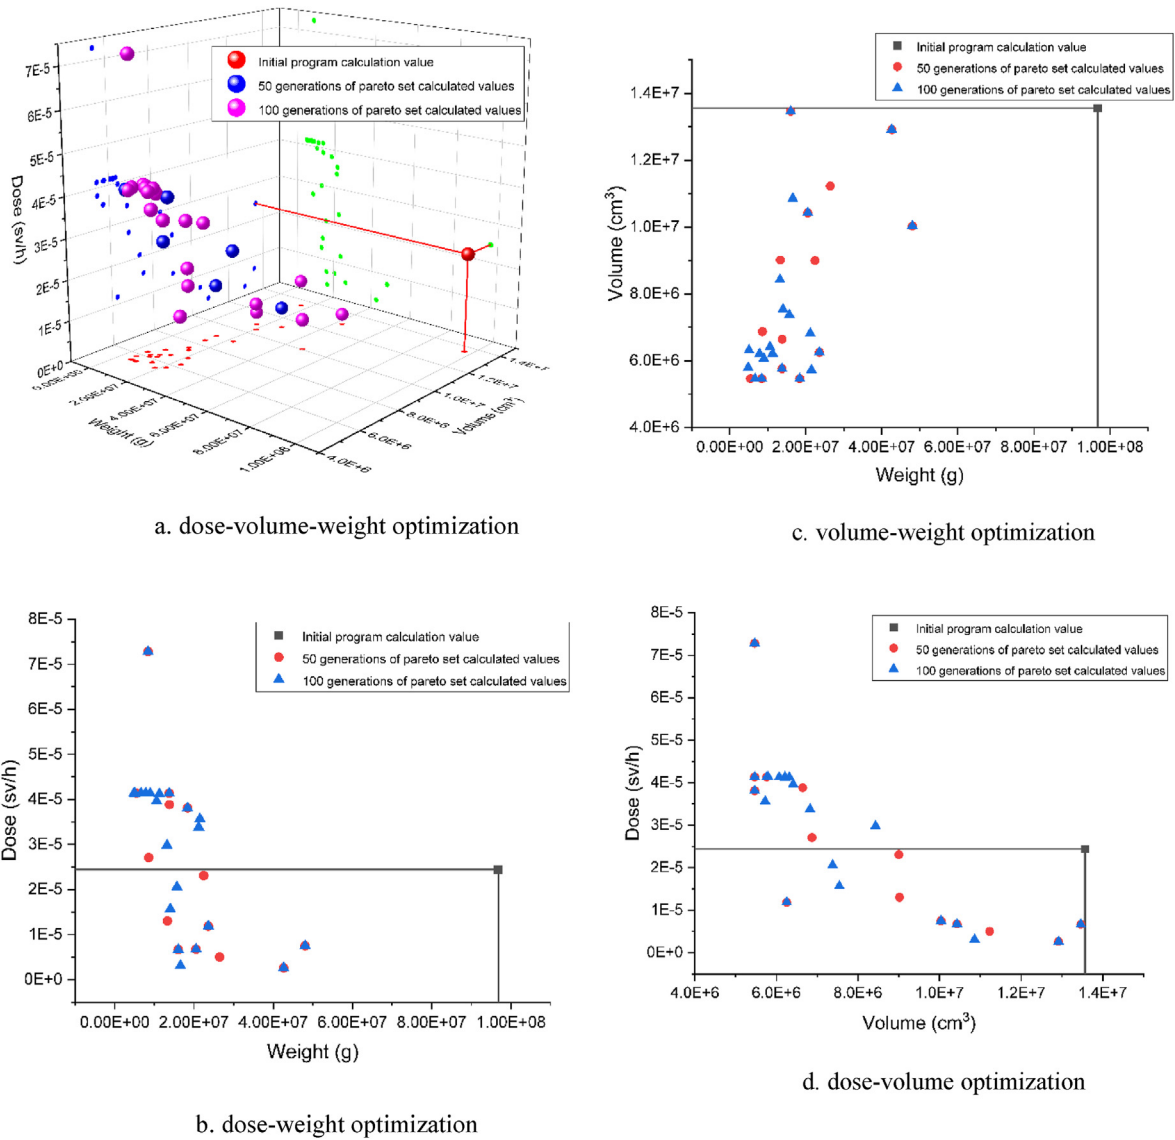 Initial program calculation value
50 generations of pareto set calculated values
100 generations of pareto set calculated values
7E-5
6E-5
5E-5
4E-5
3E-5
2E-5
1E-5
0E+0
Dose (sv/h)
0.00E+00
2.00E+07
4.00E+07
6.00E+07
8.00E+07
1.00E+08
Weight (g)
4.0E+6
6.0E+6
8.0E+6
1.0E+7
1.2E+7
Volume (cm³)
a. dose-volume-weight optimization
Initial program calculation value
50 generations of pareto set calculated values
100 generations of pareto set calculated values
1.4E+7
1.2E+7
1.0E+7
8.0E+6
6.0E+6
4.0E+6
Volume (cm³)
0.00E+00 2.00E+07 4.00E+07 6.00E+07 8.00E+07 1.00E+08
Weight (g)
c. volume-weight optimization
8E-5
7E-5
6E-5
5E-5
4E-5
3E-5
2E-5
1E-5
0E+0
Dose (sv/h)
Initial program calculation value
50 generations of pareto set calculated values
100 generations of pareto set calculated values
0.00E+00 2.00E+07 4.00E+07 6.00E+07 8.00E+07 1.00E+08
Weight (g)
b. dose-weight optimization
8E-5
7E-5
6E-5
5E-5
4E-5
3E-5
2E-5
1E-5
0E+0
Dose (sv/h)
Initial program calculation value
50 generations of pareto set calculated values
100 generations of pareto set calculated values
4.0E+6 6.0E+6 8.0E+6 1.0E+7 1.2E+7 1.4E+7
Volume (cm³)
d. dose-volume optimization